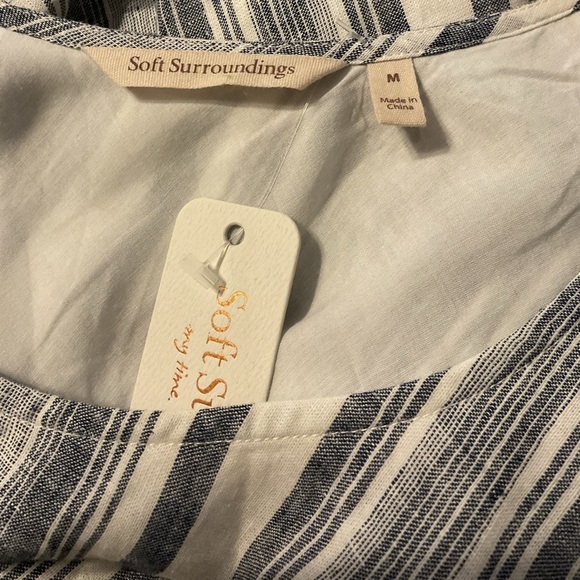 Soft Surroundings
M
Made in
China
Soft Su
my time.